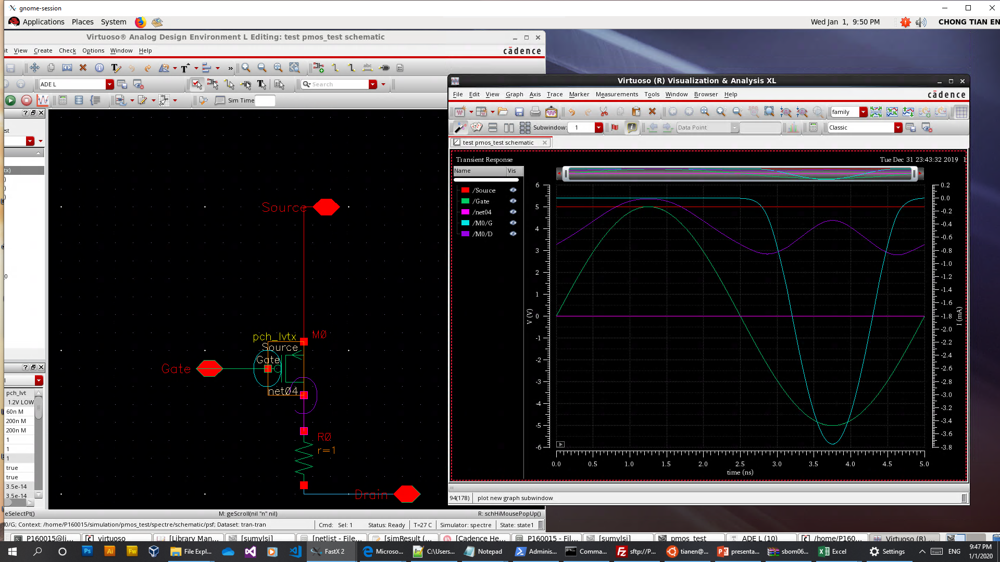 gnome-session
Applications Places System
Wed Jan 1, 9:50 PM
CHONG TIAN EN
Virtuoso® Analog Design Environment L Editing: test pmos_test schematic
it View Create Check Options Window Help
cādence
ADE L
Search
Sim Time
est
tx)
pch_lvt
1.2V LOW
60n M
200n M
200n M
1
1
1
true
true
3.5e-14
3.5e-14
Source
pch_lvtx
M0
Source
Gate
Gate
net04
R0
r=1
Drain
eSelectPt()
M: geScroll(nil "n" nil)
R: schHiMousePopUp()
0/G; Context: /home/P160015/simulation/pmos_test/spectre/schematic/psf; Dataset: tran-tran
Cmd: Sel: 1
Status: Ready
T=27 C
Simulator: spectre
State: state1
Virtuoso (R) Visualization & Analysis XL
File Edit View Graph Axis Trace Marker Measurements Tools Window Browser Help
cādence
family
Subwindow: 1
Data Point
Classic
test pmos_test schematic
Transient Response
Tue Dec 31 23:43:32 2019 1
Name Vis
/Source
/Gate
/net04
/M0/G
/M0/D
6
5
4
3
2
1
0
-1
-2
-3
-4
-5
-6
V (V)
0.2
0.0
-0.2
-0.4
-0.6
-0.8
-1.0
-1.2
-1.4
-1.6
-1.8
-2.0
-2.2
-2.4
-2.6
-2.8
-3.0
-3.2
-3.4
-3.6
-3.8
I (mA)
0.0 0.5 1.0 1.5 2.0 2.5 3.0 3.5 4.0 4.5 5.0
time (ns)
94(178)
plot new graph subwindow
P160015@li...
virtuoso
[Library Man...
[sumvlsi]
[netlist - File...
[simResult (...
[Cadence He...
P160015 - Fil...
[sumvlsi]
pmos_test
ADE L (10)
/home/P160...
Virtuoso (R) ...
Ps
Ai
Fw
File Expl...
FastX 2
Microso...
C:\Users...
Notepad
Adminis...
Comma...
sftp://P...
tianen@...
presenta...
sbom06...
Excel
Settings
ENG
9:47 PM
1/1/2020